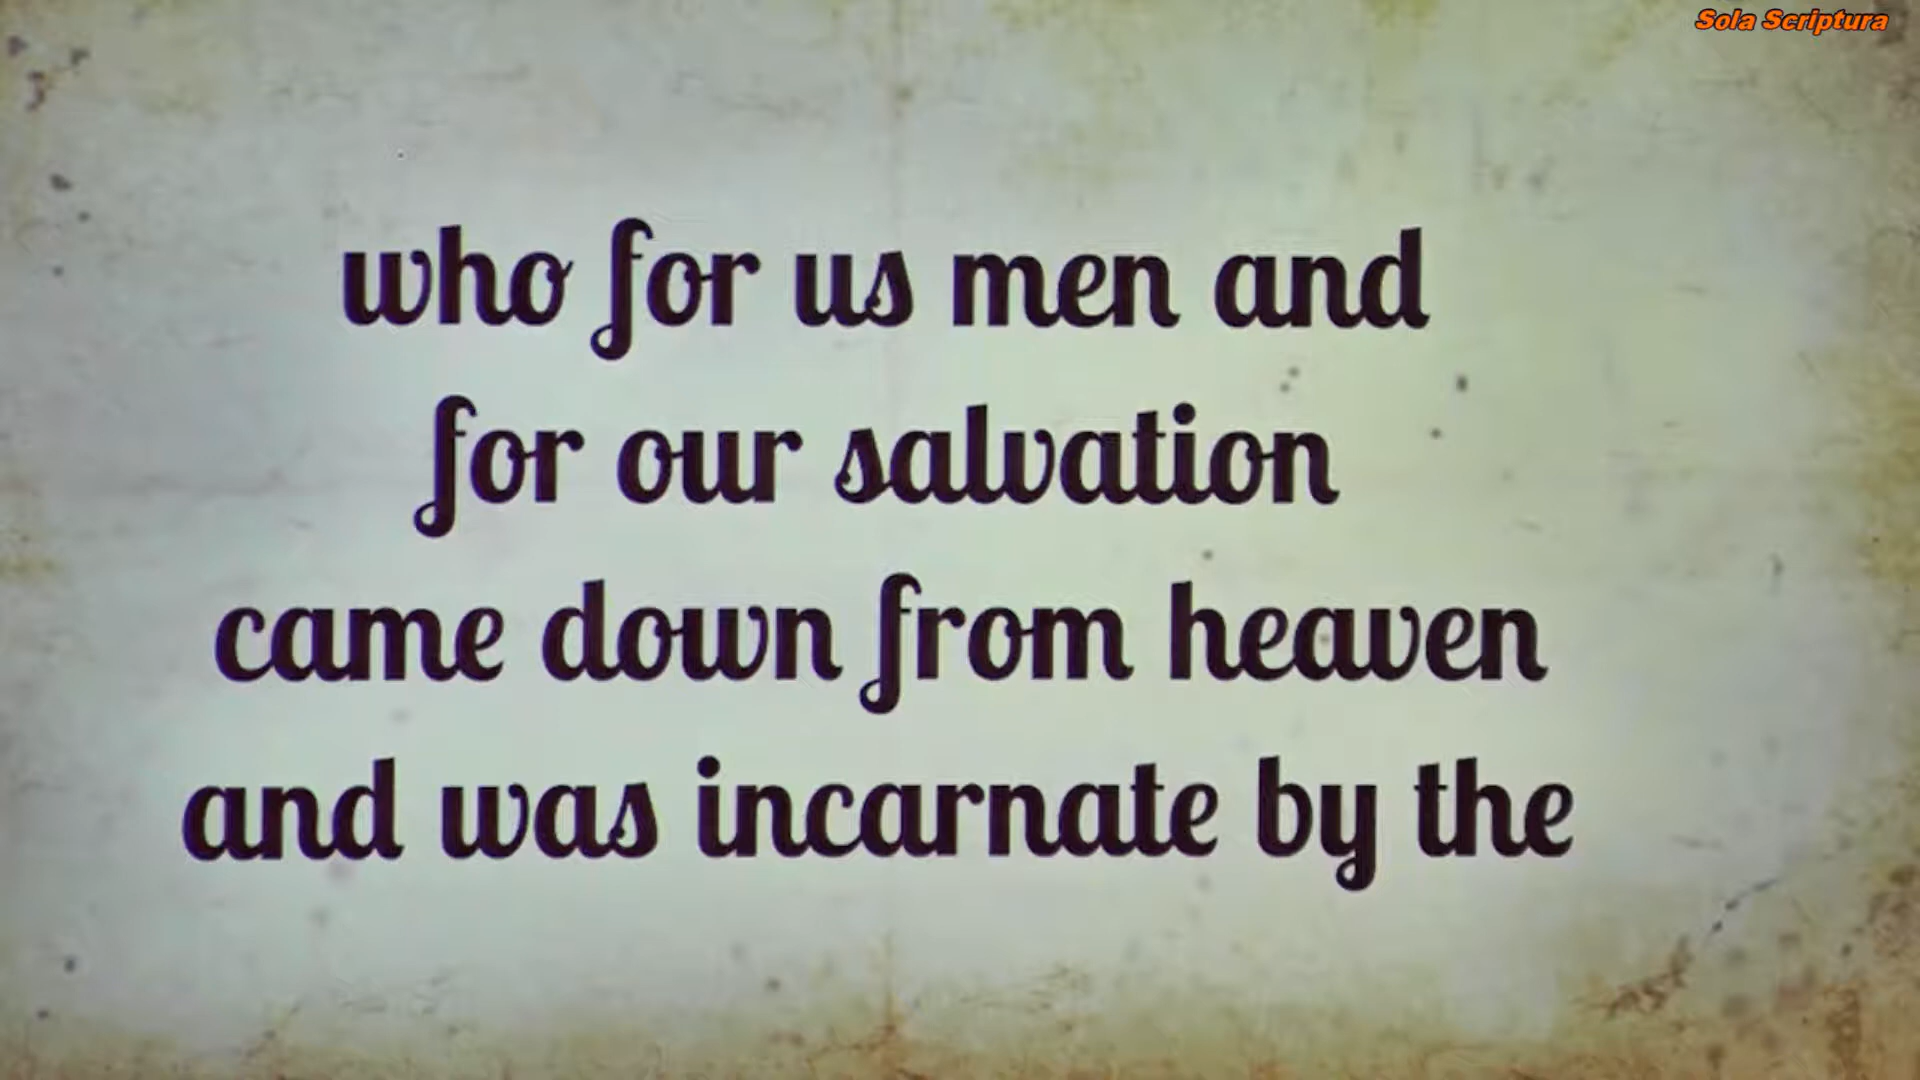 Sola Scriptura
who for us men and
for our salvation
came down from heaven
and was incarnate by the